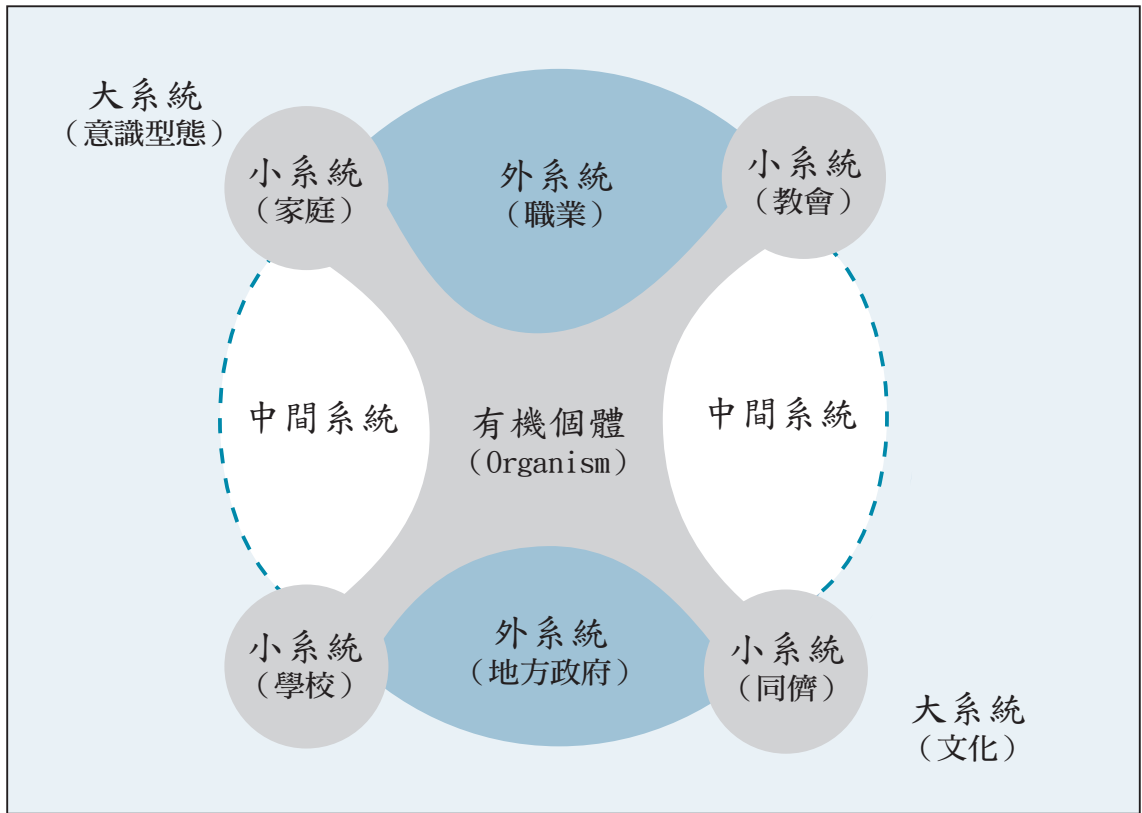 大系統
（意識型態）
小系統
（家庭）
外系統
（職業）
小系統
（教會）
中間系統
有機個體
（Organism）
中間系統
小系統
（學校）
外系統
（地方政府）
小系統
（同儕）
大系統
（文化）